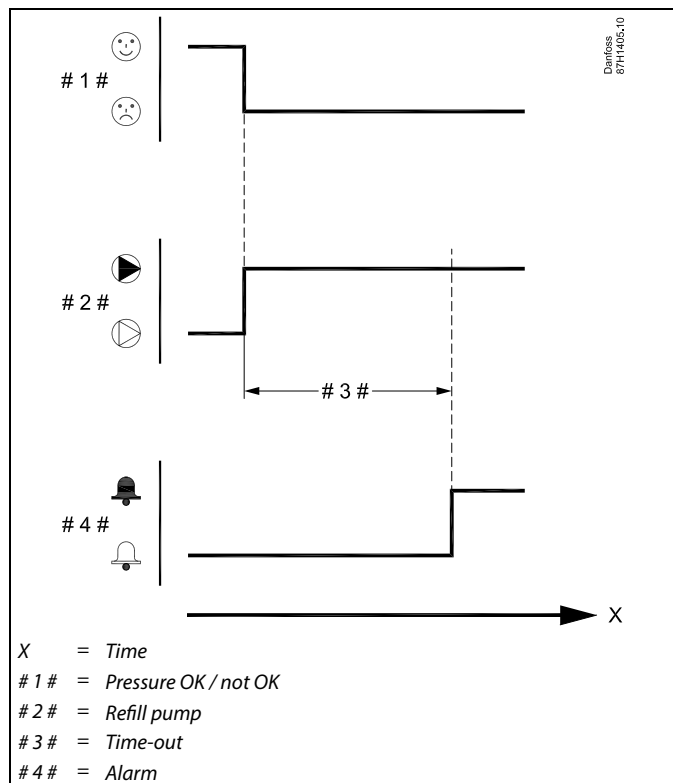 Danfoss
87H1405.10
# 1 #
# 2 #
# 3 #
# 4 #
X
X = Time
# 1 # = Pressure OK / not OK
# 2 # = Refill pump
# 3 # = Time-out
# 4 # = Alarm